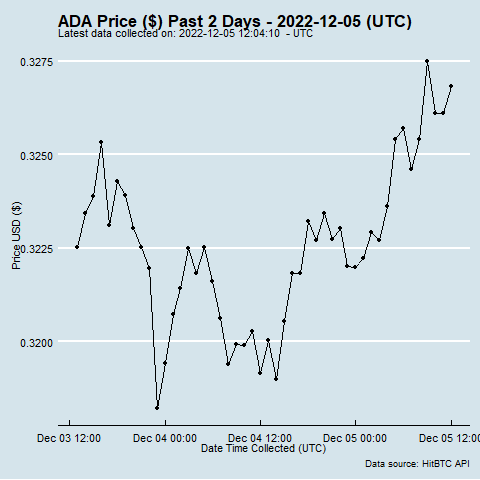 ADA Price ($) Past 2 Days - 2022-12-05 (UTC)
Latest data collected on: 2022-12-05 12:04:10 - UTC
0.3275
0.3250
0.3225
0.3200
Price USD ($)
Dec 03 12:00
Dec 04 00:00
Dec 04 12:00
Dec 05 00:00
Dec 05 12:00
Date Time Collected (UTC)
Data source: HitBTC API